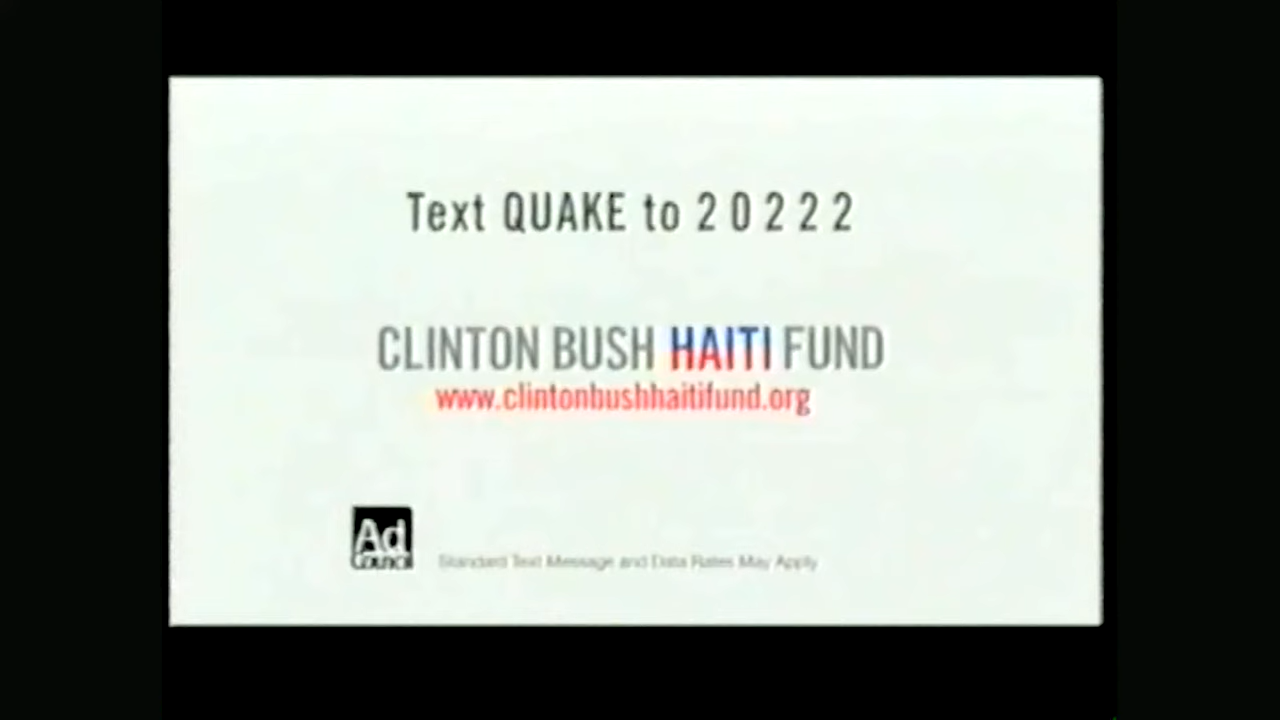 Text QUAKE to 20222
CLINTON BUSH HAITI FUND
www.clintonbushhaitifund.org
Ad
Council
Standard Text Message and Data Rates May Apply